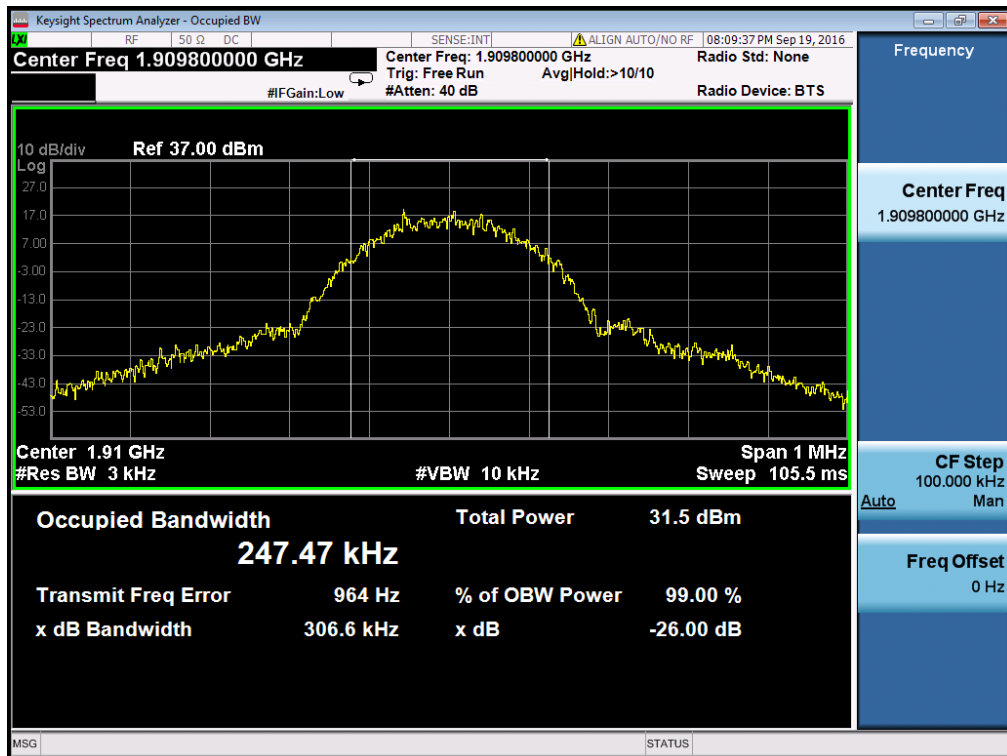 Keysight Spectrum Analyzer - Occupied BW
LXI RF 50 Ω DC SENSE:INT ALIGN AUTO/NO RF 08:09:37 PM Sep 19, 2016
Center Freq 1.909800000 GHz
Center Freq: 1.909800000 GHz Radio Std: None
Trig: Free Run Avg|Hold:>10/10
#IFGain:Low #Atten: 40 dB Radio Device: BTS
Frequency
10 dB/div Ref 37.00 dBm
Log
27.0
17.0
7.00
-3.00
-13.0
-23.0
-33.0
-43.0
-53.0
Center 1.91 GHz Span 1 MHz
#Res BW 3 kHz #VBW 10 kHz Sweep 105.5 ms
Occupied Bandwidth Total Power 31.5 dBm
247.47 kHz
Transmit Freq Error 964 Hz % of OBW Power 99.00 %
x dB Bandwidth 306.6 kHz x dB -26.00 dB
Center Freq
1.909800000 GHz
CF Step
100.000 kHz
Auto Man
Freq Offset
0 Hz
MSG STATUS